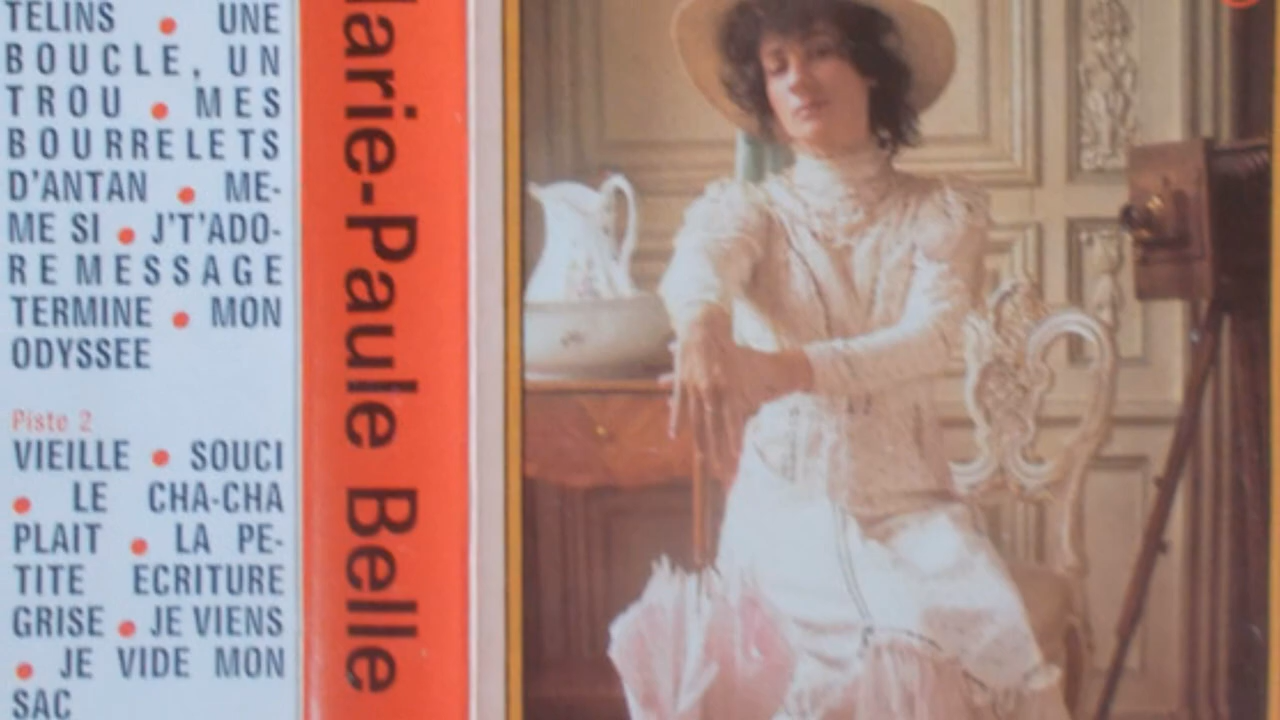 TELINS • UNE
BOUCLE, UN
TROU • MES
BOURRELETS
D'ANTAN • ME-
ME SI • J'T'ADO-
RE MESSAGE
TERMINE • MON
ODYSSEE
Piste 2
VIEILLE • SOUCI
• LE CHA-CHA
PLAIT • LA PE-
TITE ECRITURE
GRISE • JE VIENS
• JE VIDE MON
SAC
arie-Paule Belle